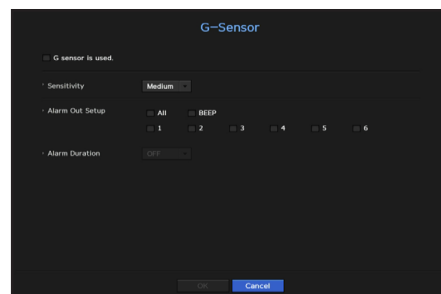 G-Sensor
G sensor is used.
Sensitivity Medium
Alarm Out Setup All BEEP
1 2 3 4 5 6
Alarm Duration OFF
OK Cancel